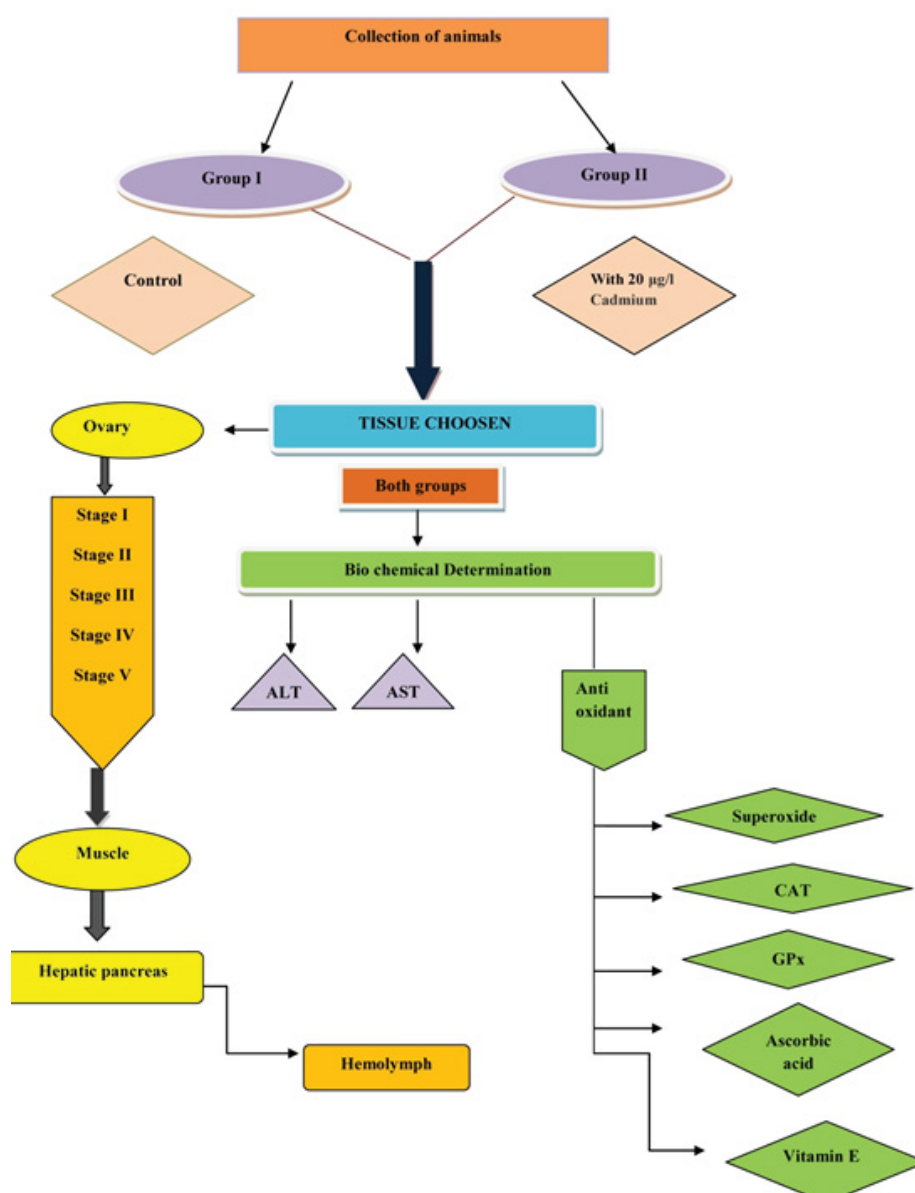 Collection of animals
Group I
Group II
Control
With 20 µg/l
Cadmium
TISSUE CHOOSEN
Ovary
Both groups
Stage I
Stage II
Stage III
Stage IV
Stage V
Bio chemical Determination
ALT
AST
Anti
oxidant
Superoxide
CAT
GPx
Ascorbic
acid
Vitamin E
Muscle
Hepatic pancreas
Hemolymph